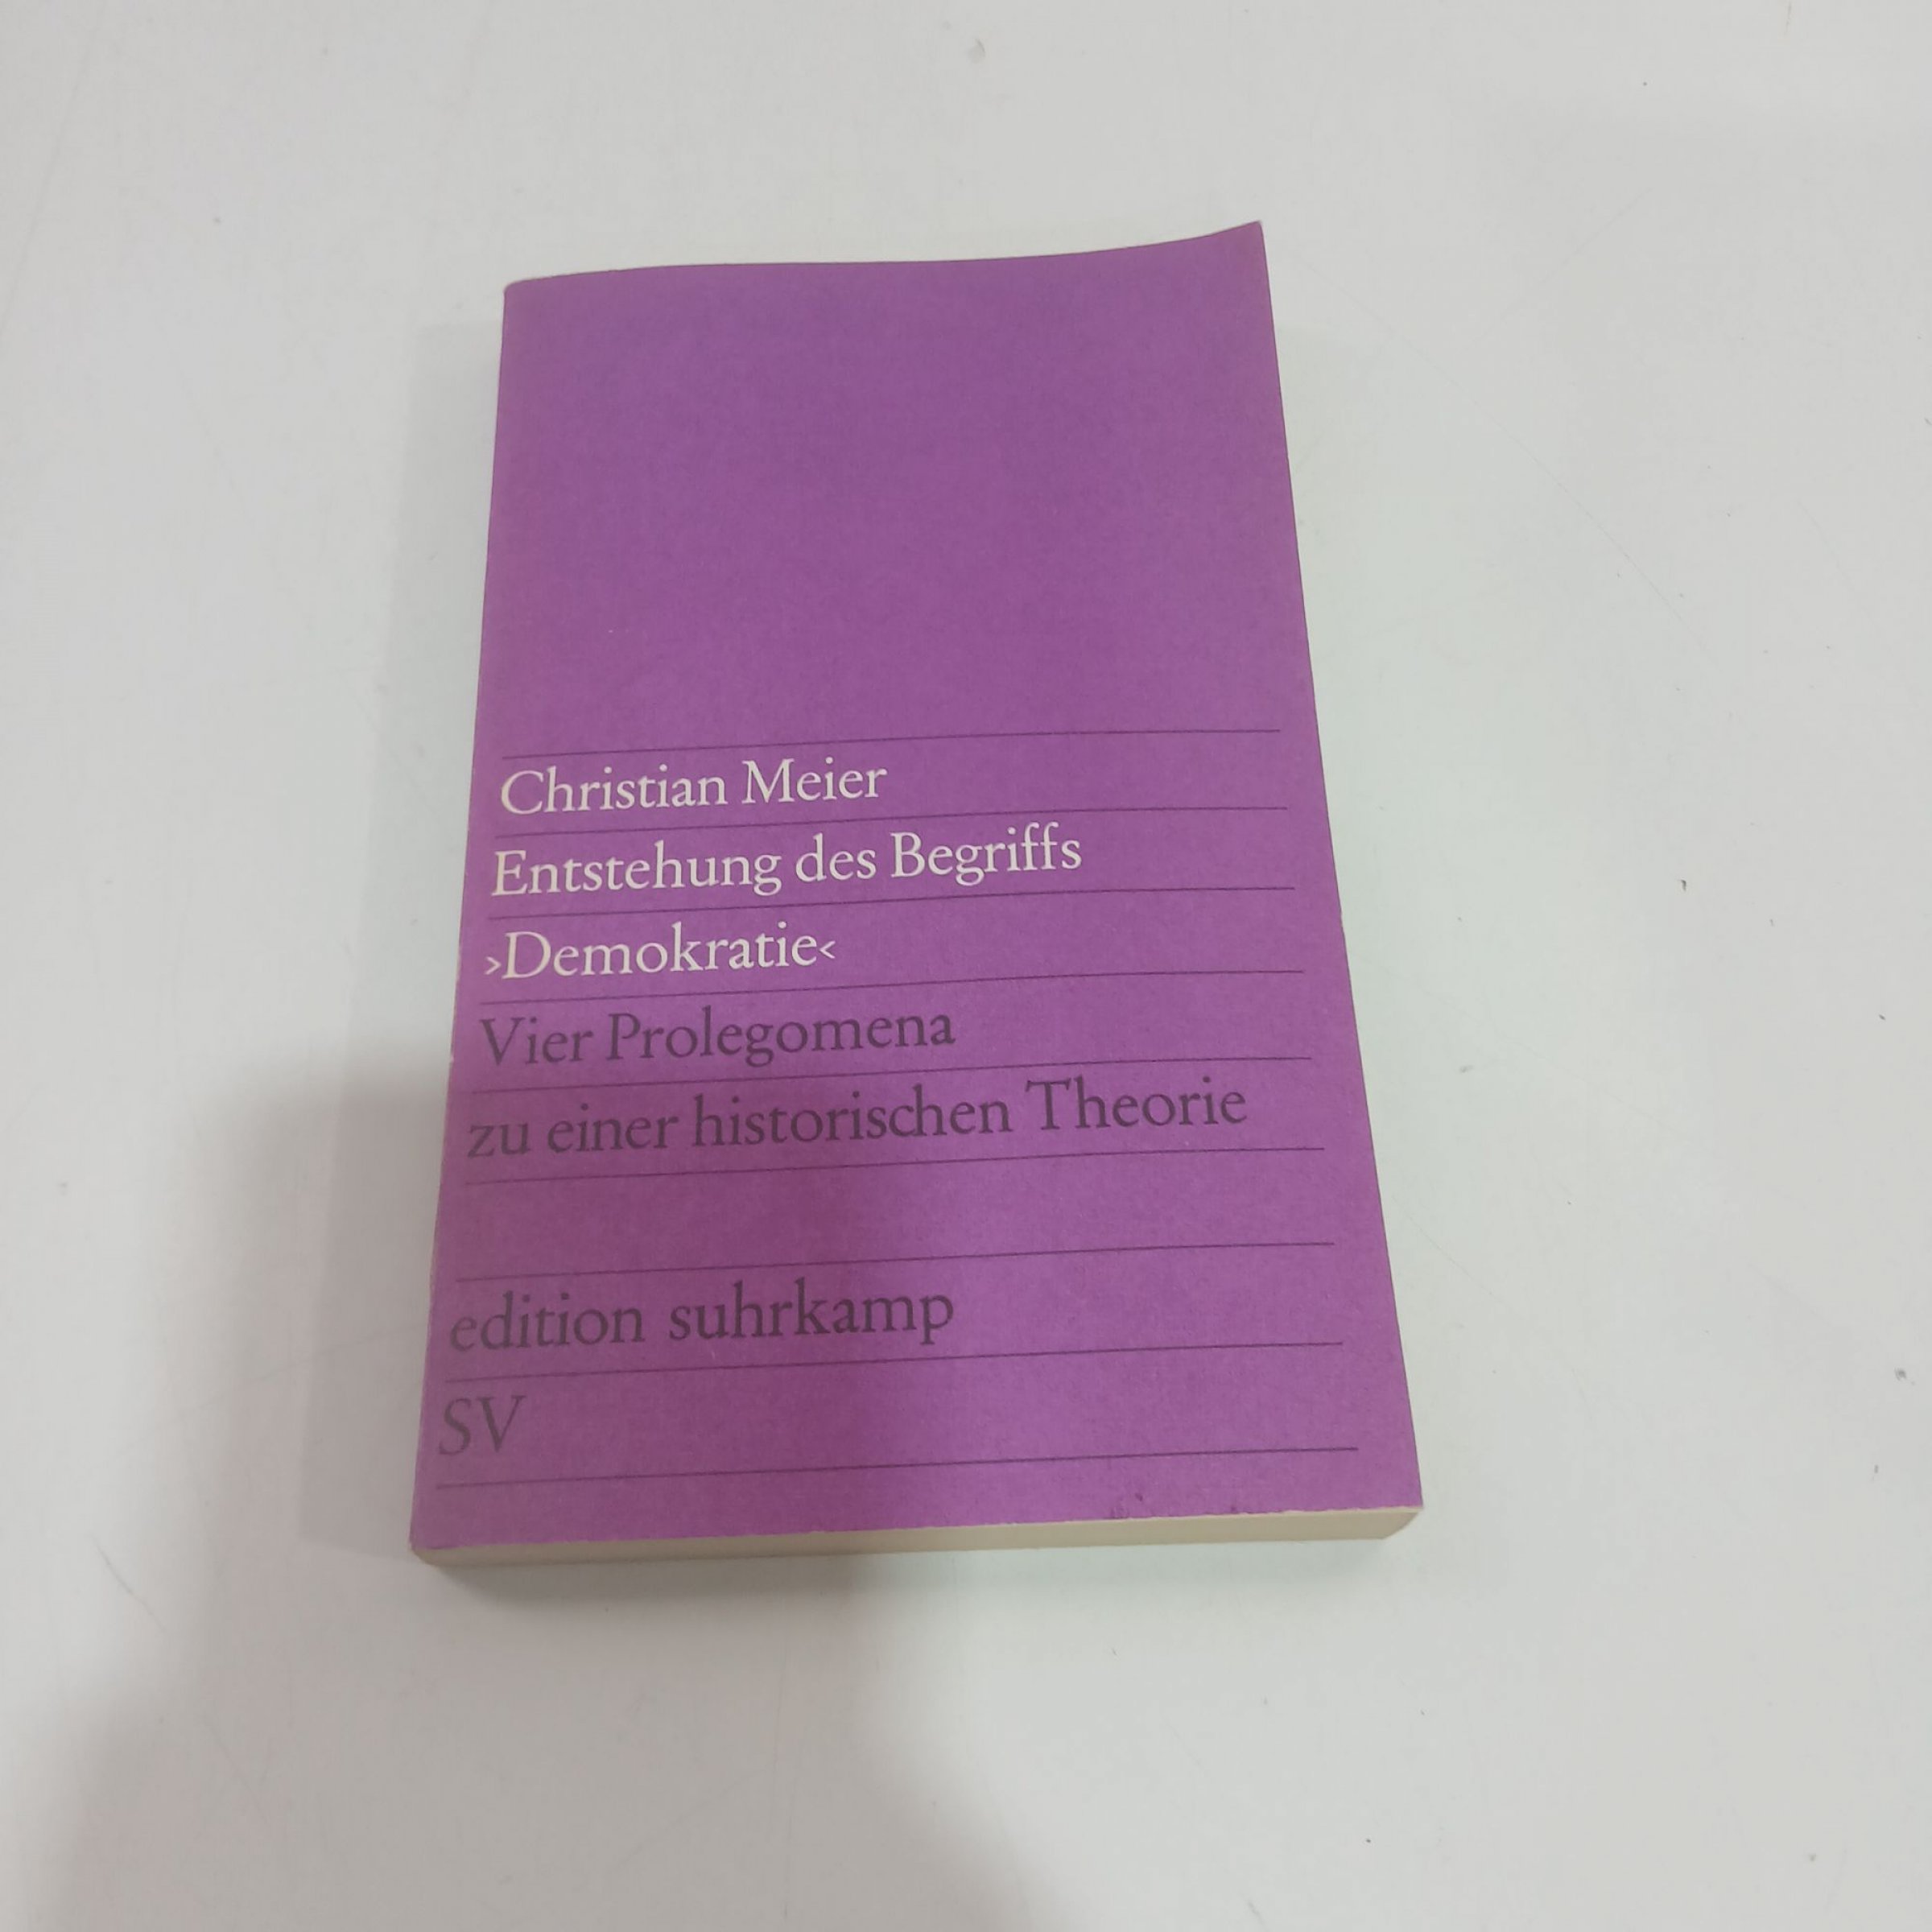 Christian Meier
Entstehung des Begriffs
›Demokratie‹
Vier Prolegomena
zu einer historischen Theorie
edition suhrkamp
SV